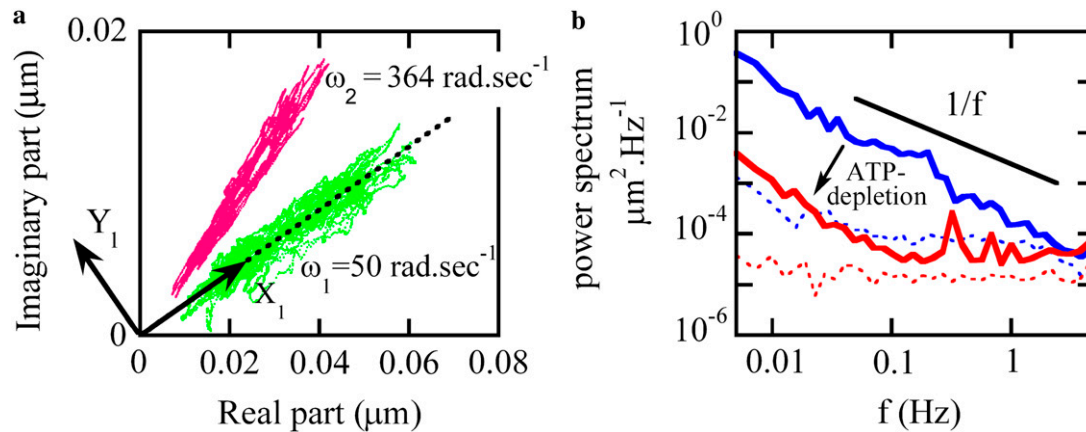 a
0.02
Imaginary part (µm)
ω₂ = 364 rad.sec⁻¹
Y₁
ω₁=50 rad.sec⁻¹
X₁
0
0 0.02 0.04 0.06 0.08
Real part (µm)
b
10⁰
1/f
10⁻²
ATP-
depletion
power spectrum
µm².Hz⁻¹
10⁻⁴
10⁻⁶
0.01 0.1 1
f (Hz)